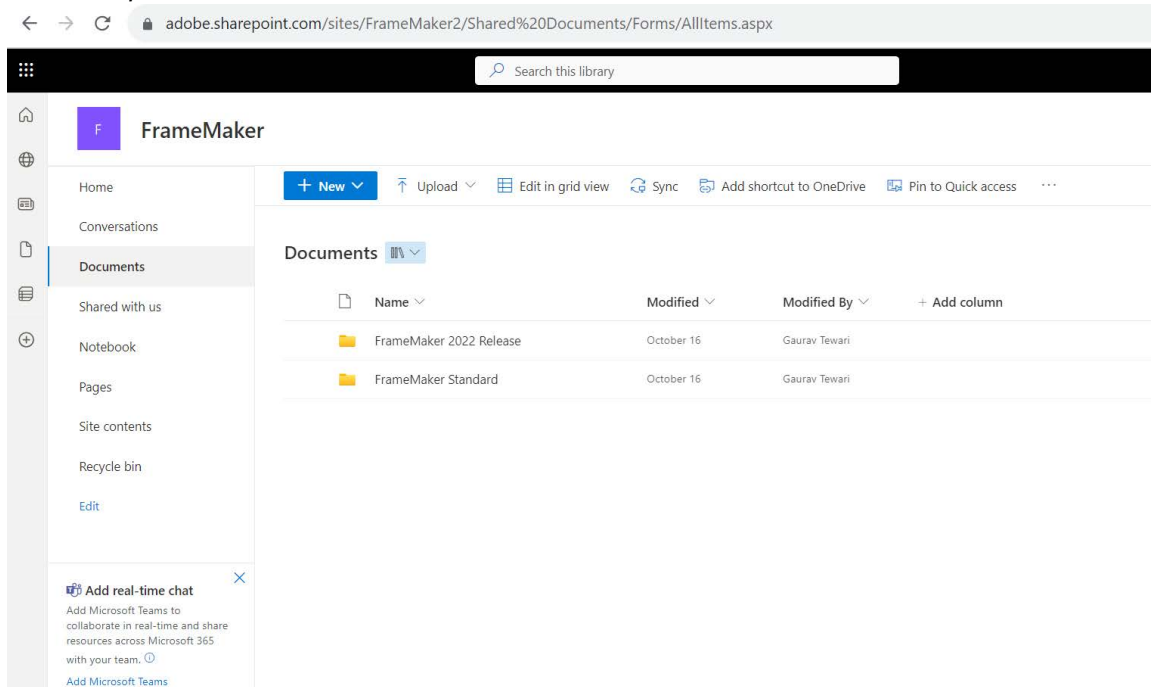 adobe.sharepoint.com/sites/FrameMaker2/Shared%20Documents/Forms/AllItems.aspx
Search this library
F FrameMaker
Home
+ New Upload Edit in grid view Sync Add shortcut to OneDrive Pin to Quick access ...
Conversations
Documents
Documents
Shared with us
Name Modified Modified By + Add column
Notebook
FrameMaker 2022 Release October 16 Gaurav Tewari
Pages
FrameMaker Standard October 16 Gaurav Tewari
Site contents
Recycle bin
Edit
Add real-time chat
Add Microsoft Teams to
collaborate in real-time and share
resources across Microsoft 365
with your team.
Add Microsoft Teams